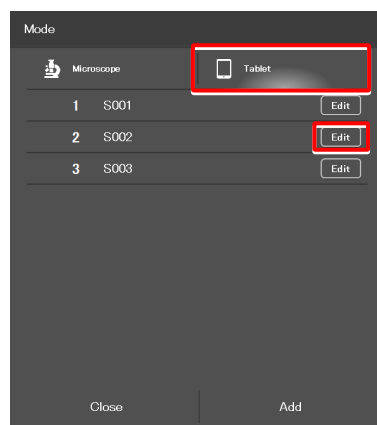 Mode
Microscope Tablet
1 S001 Edit
2 S002 Edit
3 S003 Edit
Close Add